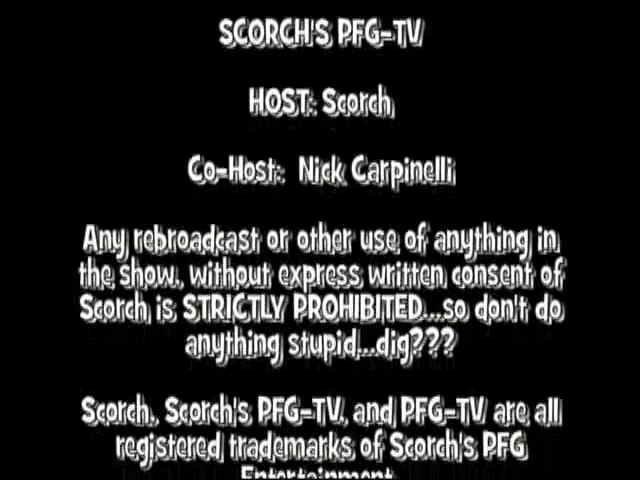 SCORCH'S PFG-TV
HOST: Scorch
Co-Host: Nick Carpinelli
Any rebroadcast or other use of anything in
the show, without express written consent of
Scorch is STRICTLY PROHIBITED...so don't do
anything stupid...dig???
Scorch, Scorch's PFG-TV, and PFG-TV are all
registered trademarks of Scorch's PFG
Entertainment